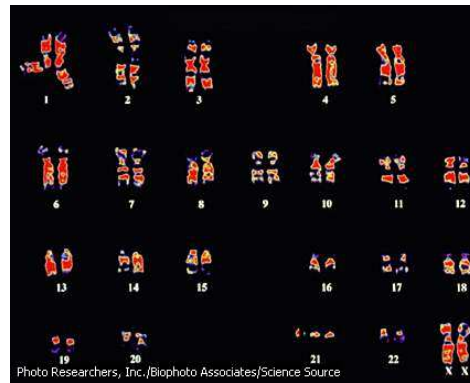 1 2 3 4 5
6 7 8 9 10 11 12
13 14 15 16 17 18
19 20 21 22 X X
Photo Researchers, Inc./Biophoto Associates/Science Source